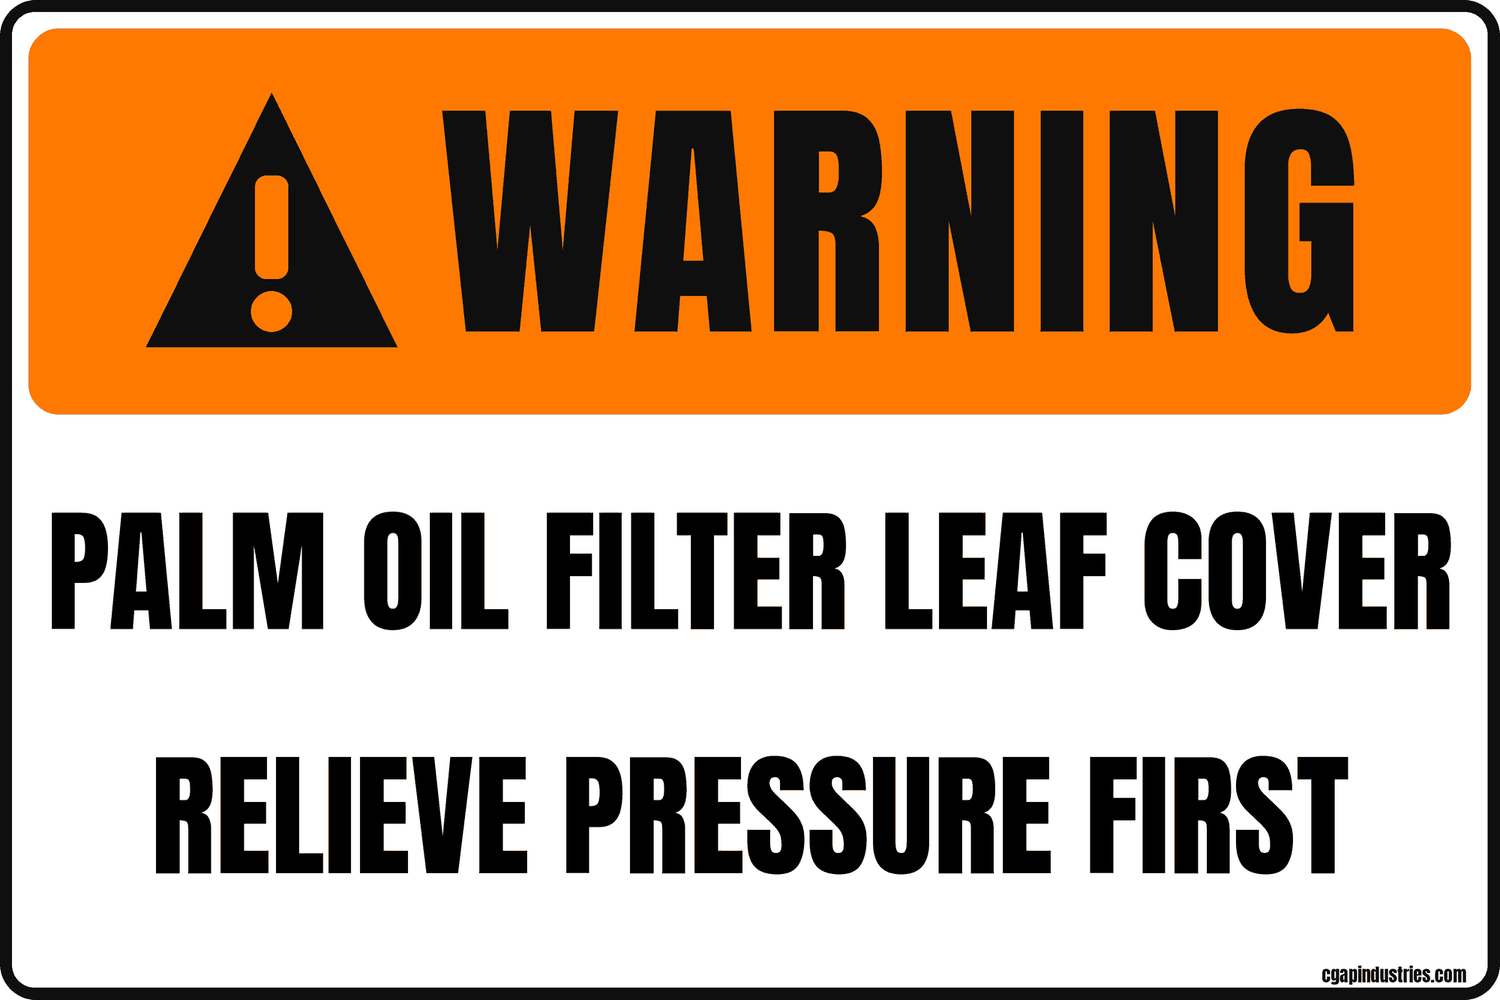 WARNING
PALM OIL FILTER LEAF COVER
RELIEVE PRESSURE FIRST
cgapindustries.com